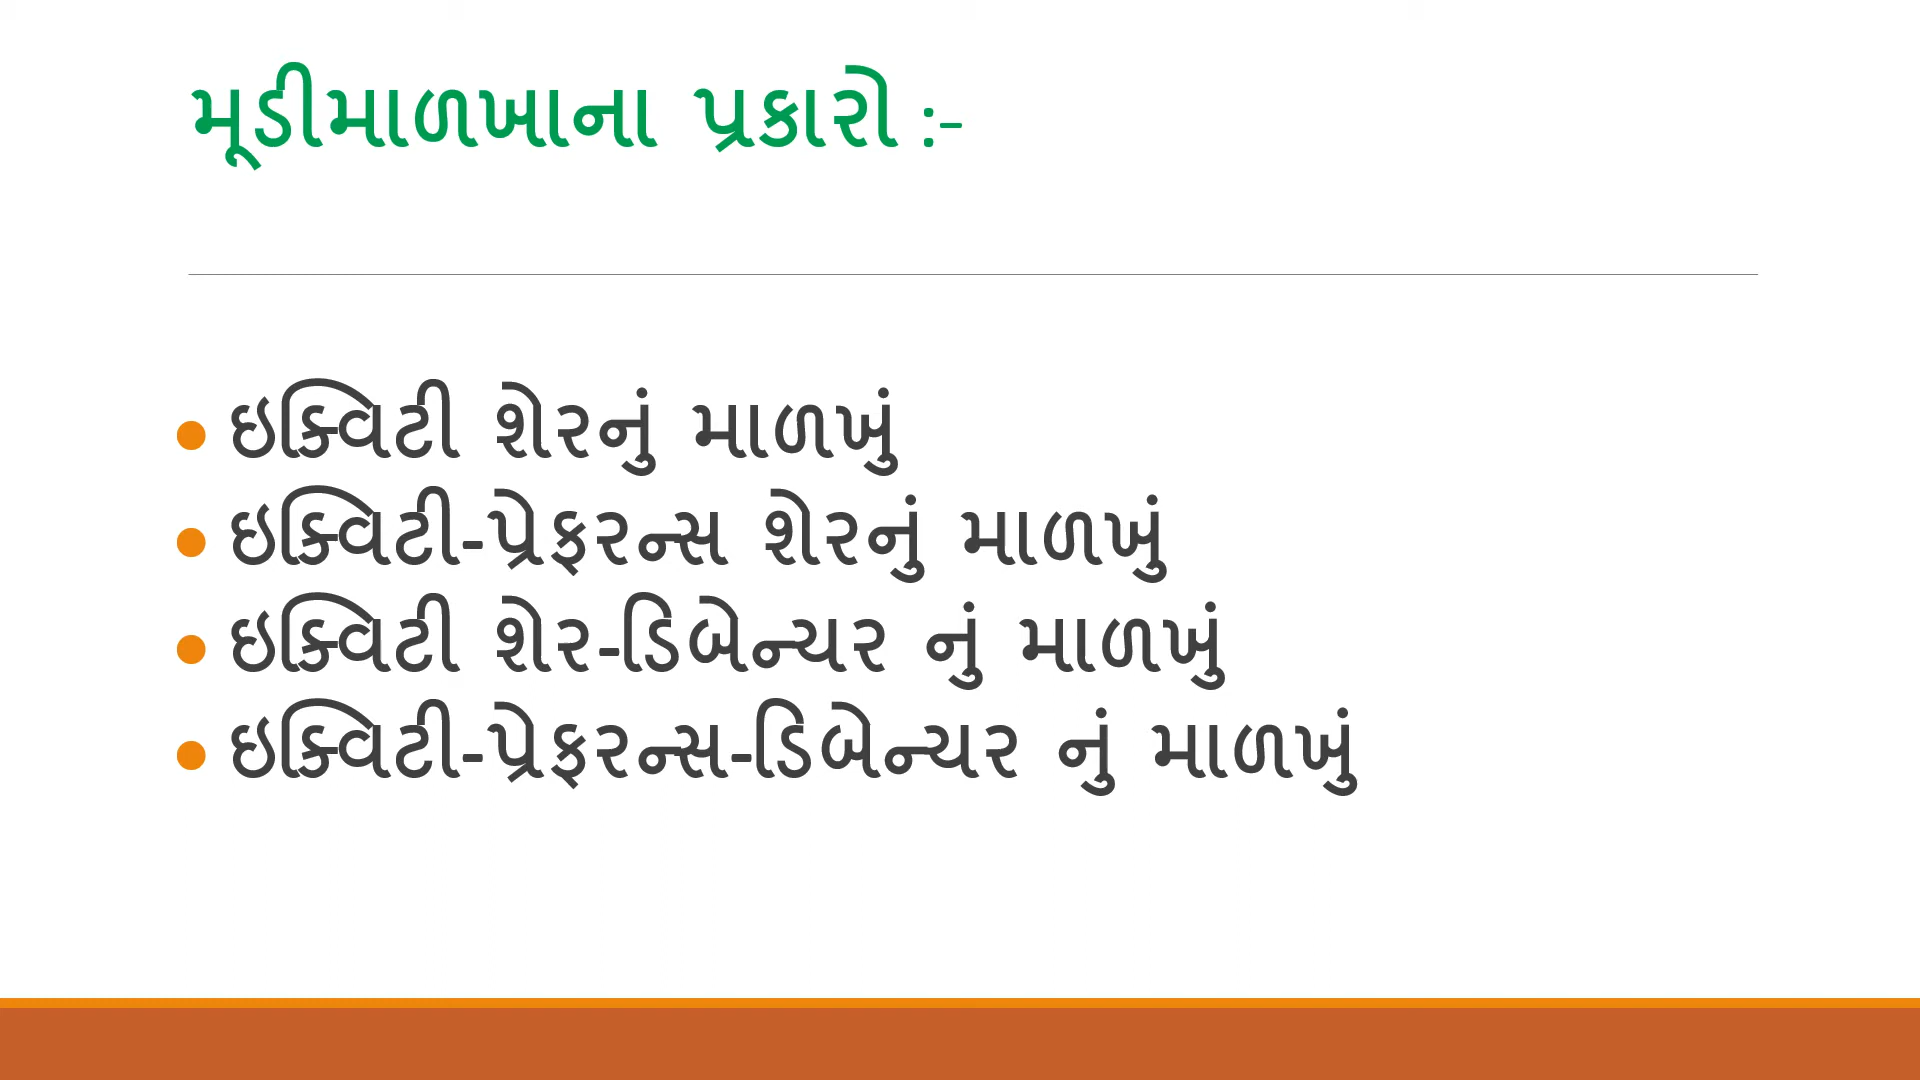 મૂડીમાળખાના પ્રકારો :-
• ઇક્વિટી શેરનું માળખું
• ઇક્વિટી-પ્રેફરન્સ શેરનું માળખું
• ઇક્વિટી શેર-ડિબેન્ચર નું માળખું
• ઇક્વિટી-પ્રેફરન્સ-ડિબેન્ચર નું માળખું